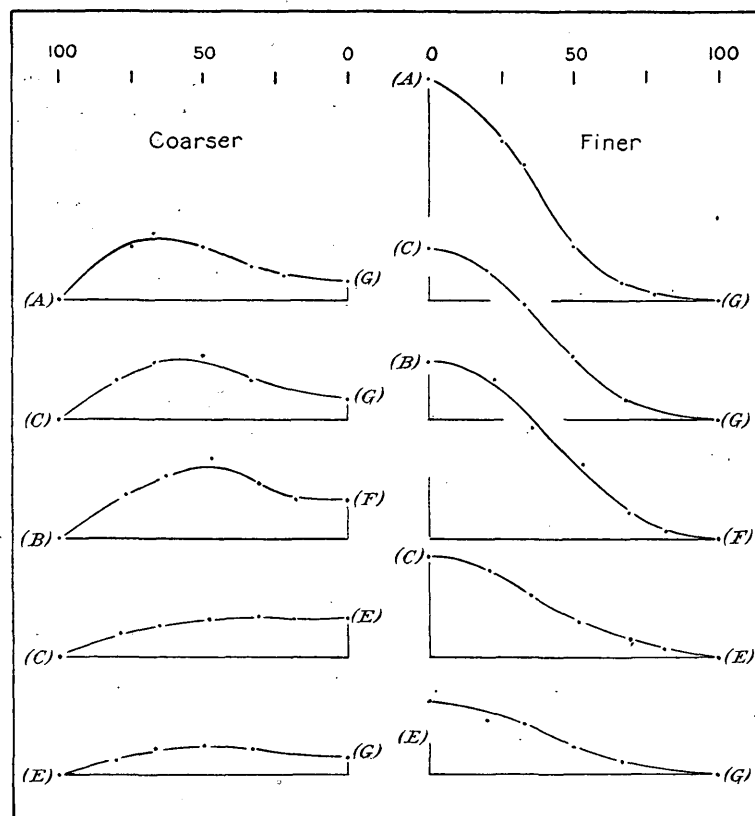 100 50 0 0 50 100
(A)
Coarser Finer
(C)
(A) (G) (G)
(B)
(C) (G) (G)
(B) (F) (F)
(C)
(C) (E) (E)
(E)
(E) (G) (G)